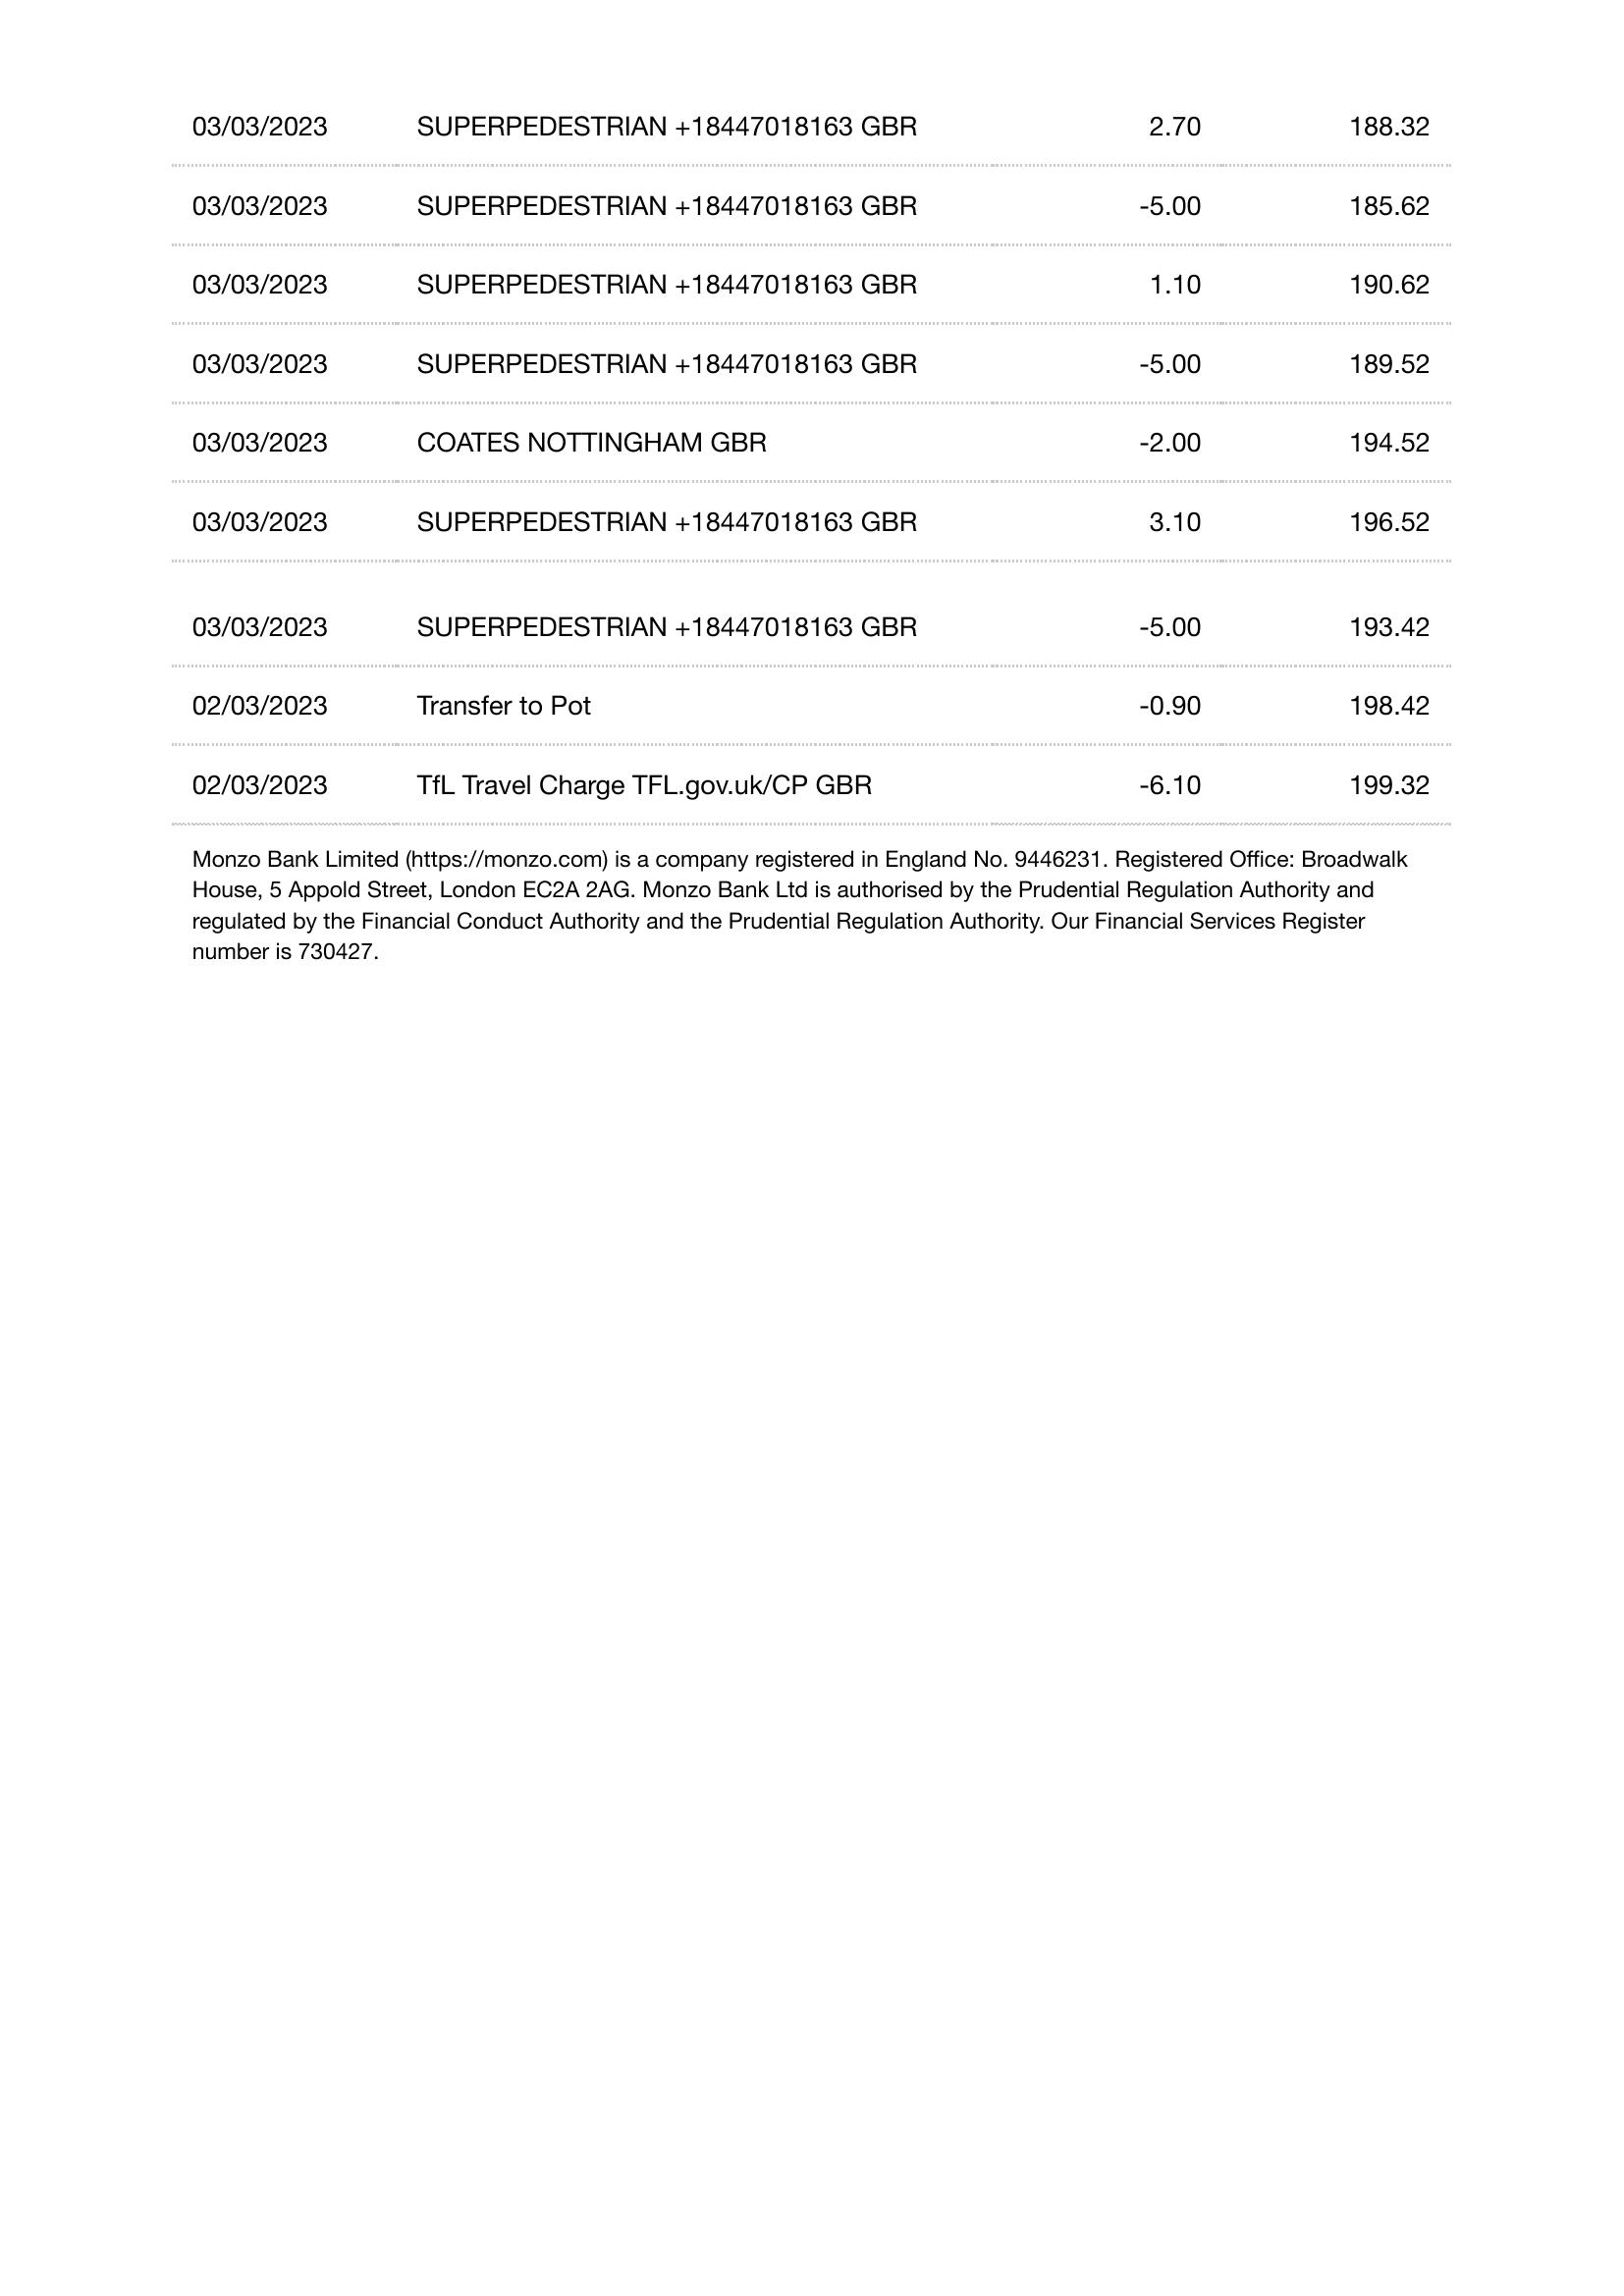 03/03/2023 SUPERPEDESTRIAN +18447018163 GBR 2.70 188.32
03/03/2023 SUPERPEDESTRIAN +18447018163 GBR -5.00 185.62
03/03/2023 SUPERPEDESTRIAN +18447018163 GBR 1.10 190.62
03/03/2023 SUPERPEDESTRIAN +18447018163 GBR -5.00 189.52
03/03/2023 COATES NOTTINGHAM GBR -2.00 194.52
03/03/2023 SUPERPEDESTRIAN +18447018163 GBR 3.10 196.52
03/03/2023 SUPERPEDESTRIAN +18447018163 GBR -5.00 193.42
02/03/2023 Transfer to Pot -0.90 198.42
02/03/2023 TfL Travel Charge TFL.gov.uk/CP GBR -6.10 199.32
Monzo Bank Limited (https://monzo.com) is a company registered in England No. 9446231. Registered Office: Broadwalk
House, 5 Appold Street, London EC2A 2AG. Monzo Bank Ltd is authorised by the Prudential Regulation Authority and
regulated by the Financial Conduct Authority and the Prudential Regulation Authority. Our Financial Services Register
number is 730427.